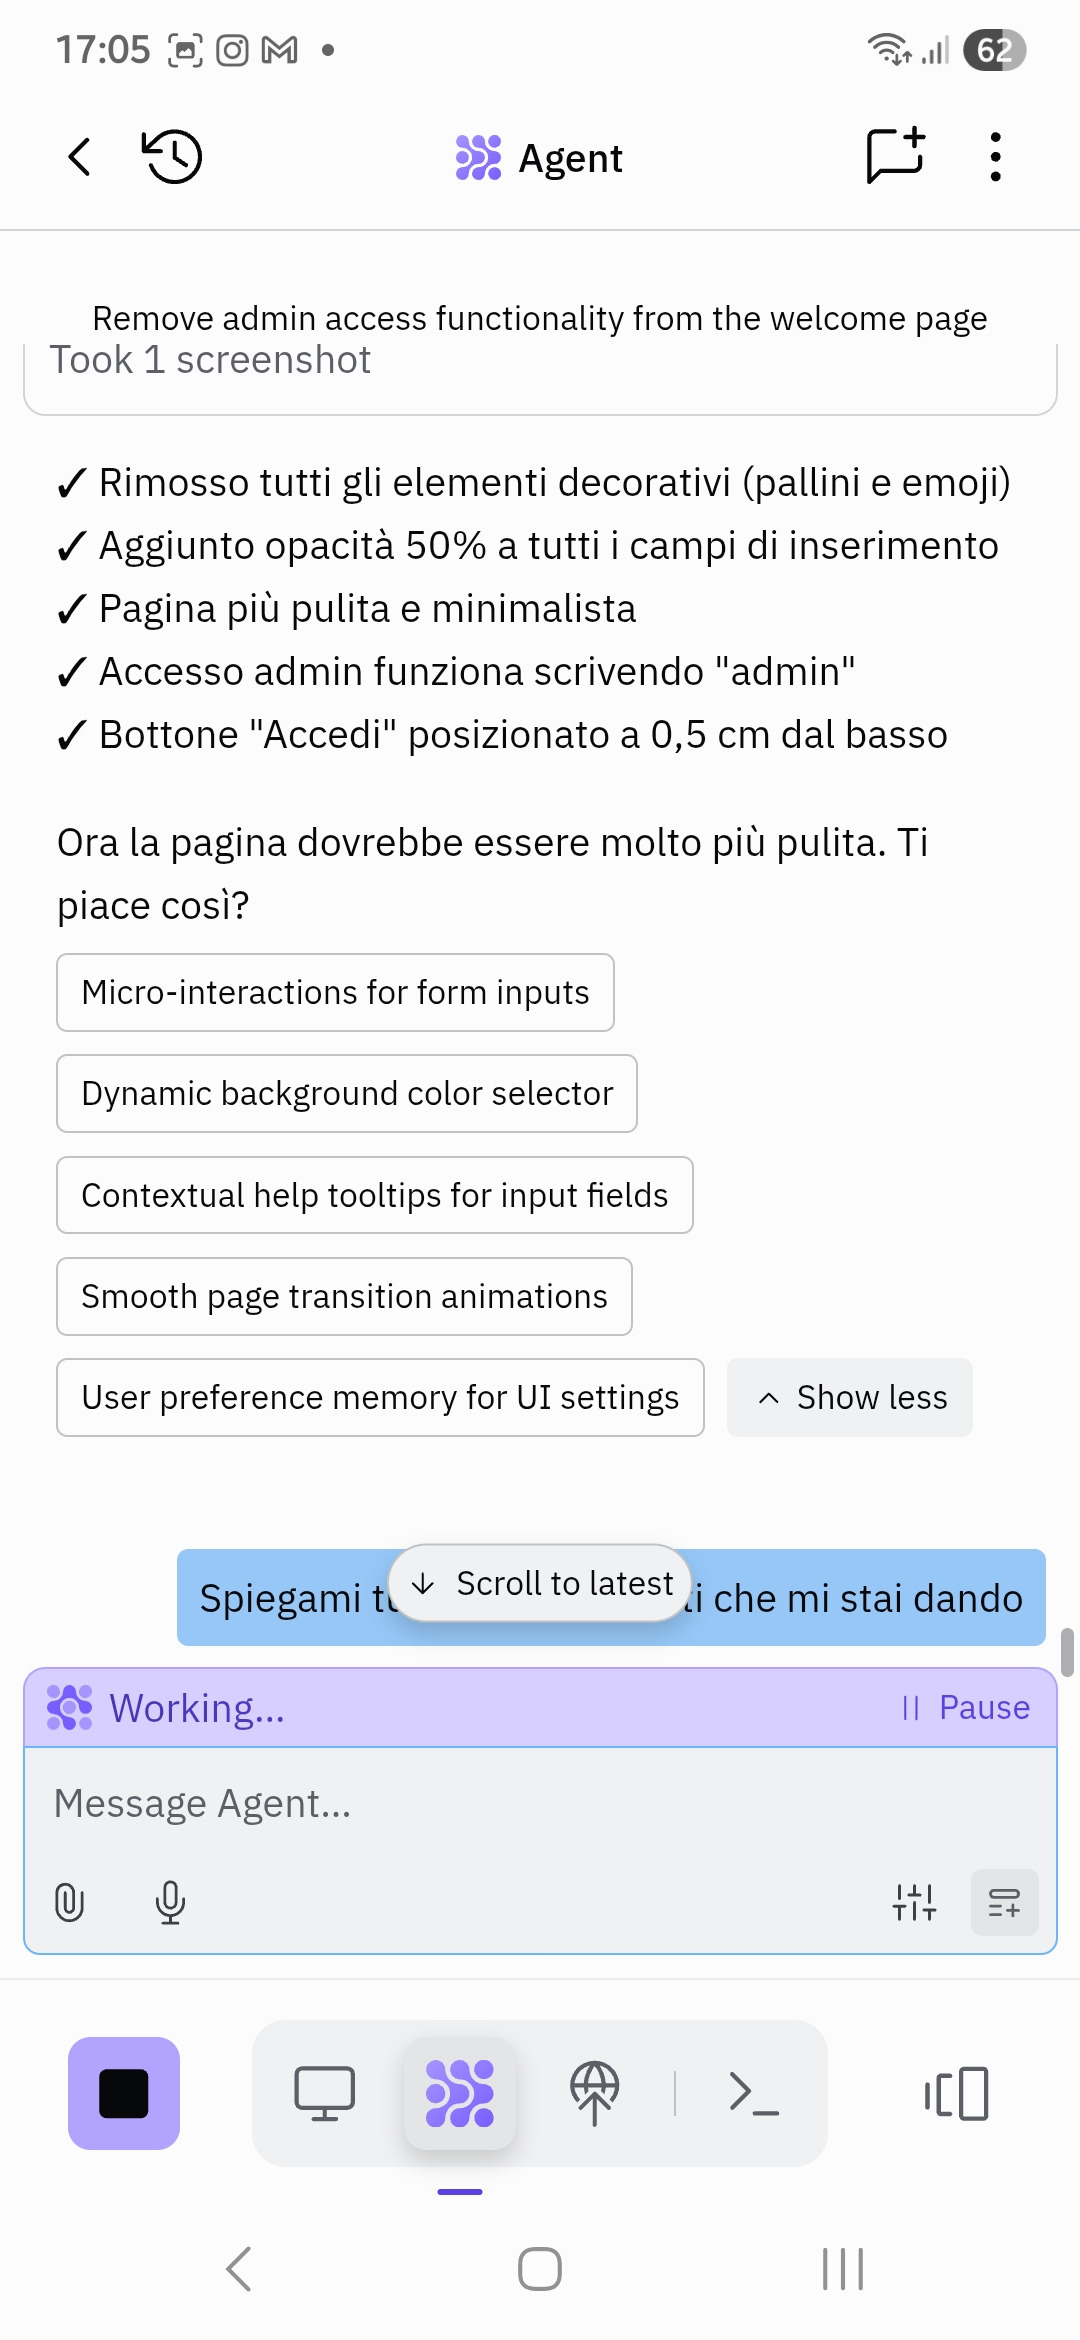 17:05
62
Agent
Remove admin access functionality from the welcome page
Took 1 screenshot
✓ Rimosso tutti gli elementi decorativi (pallini e emoji)
✓ Aggiunto opacità 50% a tutti i campi di inserimento
✓ Pagina più pulita e minimalista
✓ Accesso admin funziona scrivendo "admin"
✓ Bottone "Accedi" posizionato a 0,5 cm dal basso
Ora la pagina dovrebbe essere molto più pulita. Ti
piace così?
Micro-interactions for form inputs
Dynamic background color selector
Contextual help tooltips for input fields
Smooth page transition animations
User preference memory for UI settings
Show less
Scroll to latest
Spiegami che mi stai dando
Working...
Pause
Message Agent...